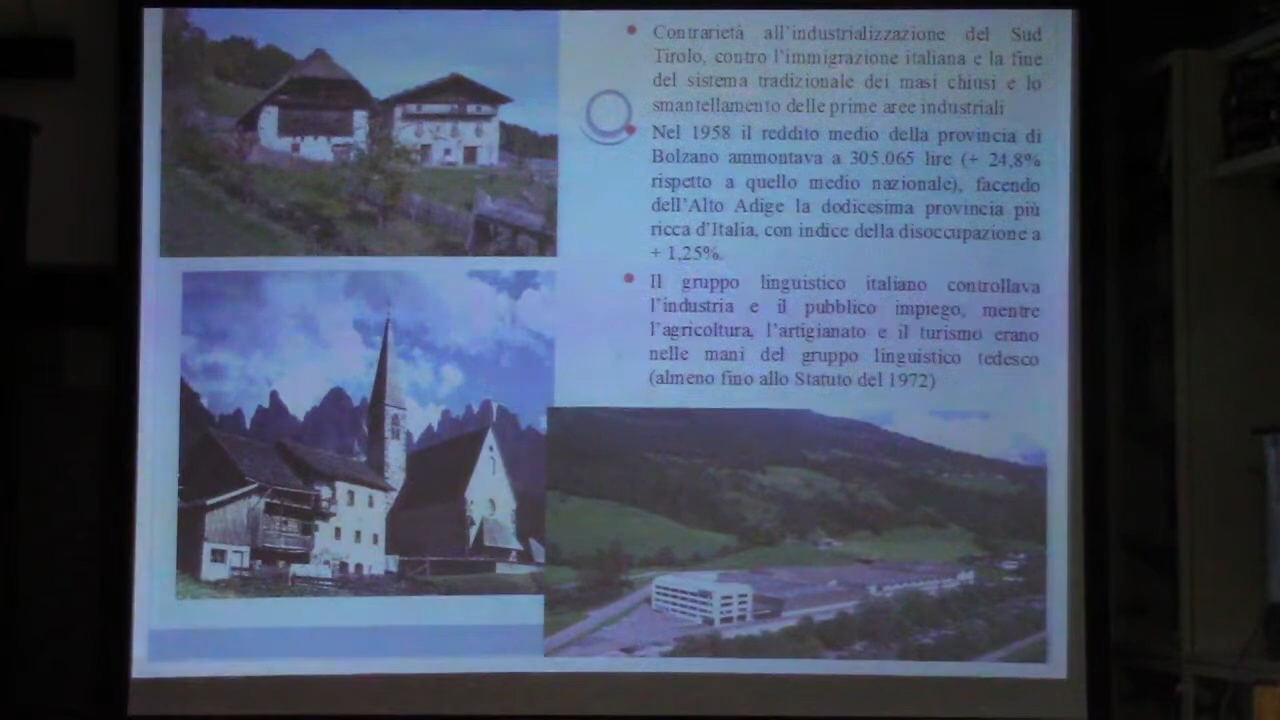 Contrarietà all'industrializzazione del Sud
Tirolo, contro l'immigrazione italiana e la fine
del sistema tradizionale dei masi chiusi e lo
smantellamento delle prime aree industriali
Nel 1958 il reddito medio della provincia di
Bolzano ammontava a 305.065 lire (+ 24,8%
rispetto a quello medio nazionale), facendo
dell'Alto Adige la dodicesima provincia più
ricca d'Italia, con indice della disoccupazione a
+ 1,25%.
Il gruppo linguistico italiano controllava
l'industria e il pubblico impiego, mentre
l'agricoltura, l'artigianato e il turismo erano
nelle mani del gruppo linguistico tedesco
(almeno fino allo Statuto del 1972)